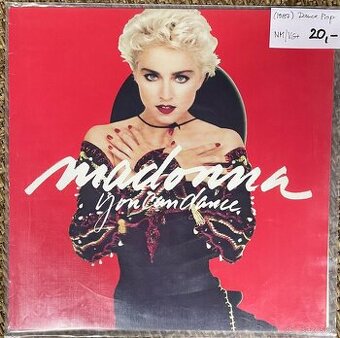 (1987) Dance Pop
NM/VG+ 20,-
madonna
you can dance